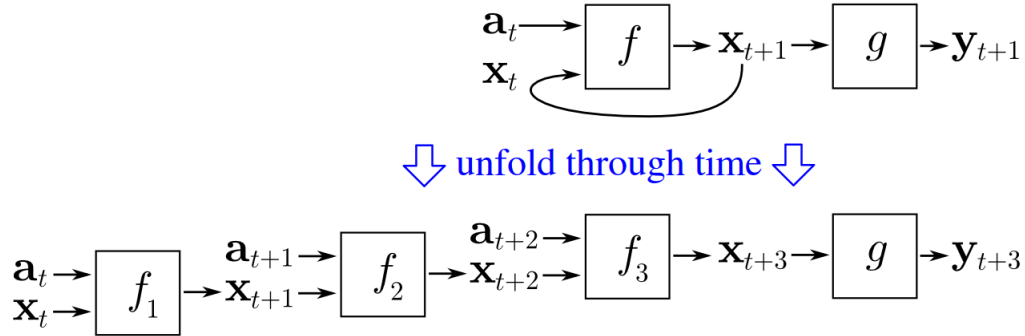 a_t f x_{t+1} g y_{t+1}
x_t
unfold through time
a_t f_1 a_{t+1} f_2 a_{t+2} f_3 x_{t+3} g y_{t+3}
x_t x_{t+1} x_{t+2}